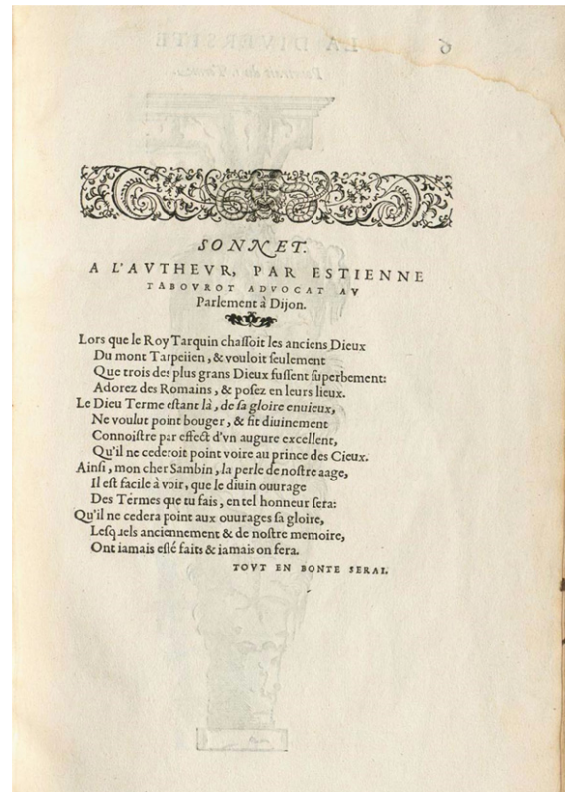 SONNET.
A L'AVTHEVR, PAR ESTIENNE
TABOVROT ADVOCAT AV
Parlement à Dijon.
Lors que le Roy Tarquin chaſſoit les anciens Dieux
Du mont Tarpeiien, & vouloit ſeulement
Que trois des plus grans Dieux fuſſent ſuperbement:
Adorez des Romains, & poſez en leurs lieux.
Le Dieu Terme eſtant là, de ſa gloire enuieux,
Ne voulut point bouger, & fit diuinement
Connoiſtre par effect d'vn augure excellent,
Qu'il ne cederoit point voire au prince des Cieux.
Ainſi, mon cher Sambin, la perle de noſtre aage,
Il eſt facile à voir, que le diuin ouurage
Des Termes que tu fais, en tel honneur ſera:
Qu'il ne cedera point aux ouurages ſa gloire,
Leſquels anciennement & de noſtre memoire,
Ont iamais eſté faits & iamais on fera.
TOVT EN BONTE SERAI.